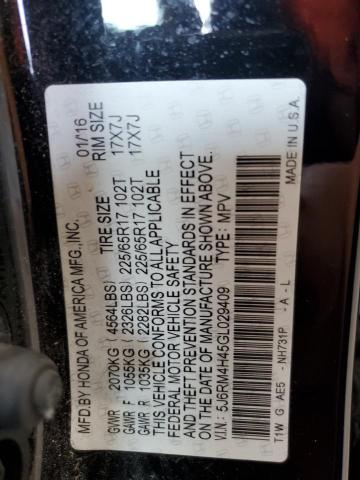 MFD.BY HONDA OF AMERICA MFG.,INC. 01/16
TIRE SIZE RIM SIZE
GVWR 2070KG ( 4564LBS)
GAWR F 1055KG ( 2326LBS) 225/65R17 102T 17X7J
GAWR R 1035KG ( 2282LBS) 225/65R17 102T 17X7J
THIS VEHICLE CONFORMS TO ALL APPLICABLE
FEDERAL MOTOR VEHICLE SAFETY
AND THEFT PREVENTION STANDARDS IN EFFECT
ON THE DATE OF MANUFACTURE SHOWN ABOVE.
V.I.N.: 5J6RM4H45GL029409 TYPE: MPV
T1W G AE5 -NH731P - A - L MADE IN U.S.A.